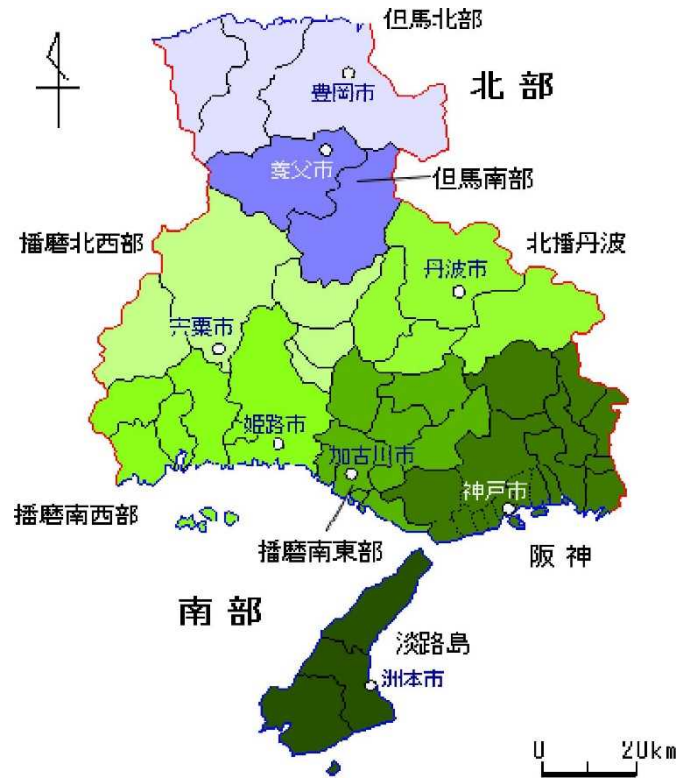 但馬北部
豊岡市
北部
養父市
但馬南部
播磨北西部
北播丹波
丹波市
宍粟市
姫路市
加古川市
神戸市
播磨南西部
播磨南東部
阪神
南部
淡路島
洲本市
0 20km